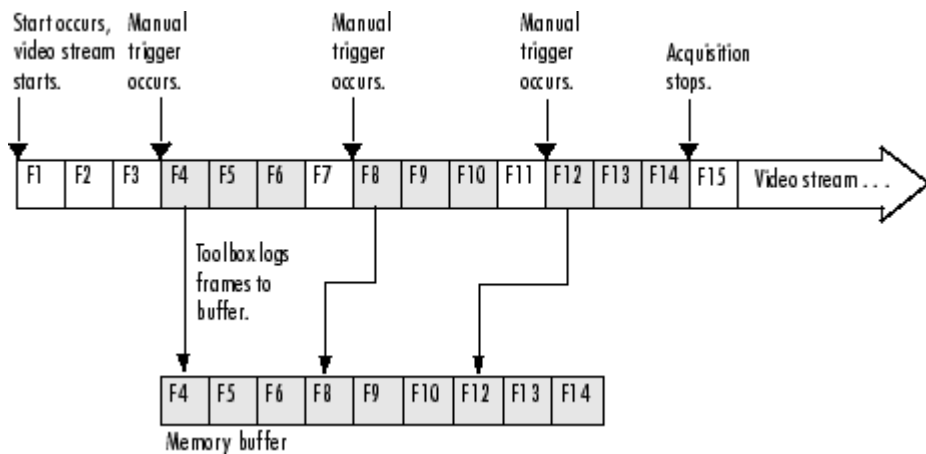 Start occurs,
video stream
starts.
Manual
trigger
occurs.
Manual
trigger
occurs.
Manual
trigger
occurs.
Acquisition
stops.
F1 F2 F3 F4 F5 F6 F7 F8 F9 F10 F11 F12 F13 F14 F15 Video stream . . .
Toolbox logs
frames to
buffer.
F4 F5 F6 F8 F9 F10 F12 F13 F14
Memory buffer